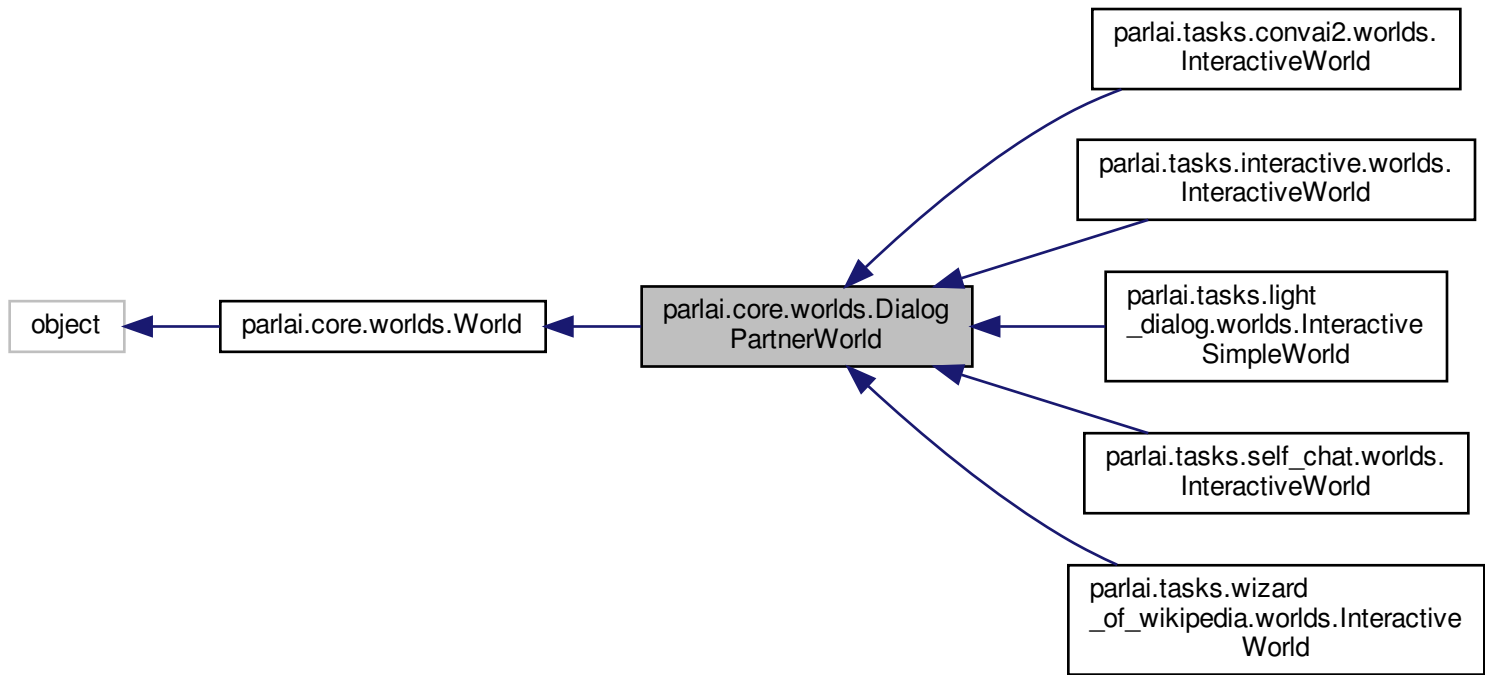 object
parlai.core.worlds.World
parlai.core.worlds.Dialog
PartnerWorld
parlai.tasks.convai2.worlds.
InteractiveWorld
parlai.tasks.interactive.worlds.
InteractiveWorld
parlai.tasks.light
_dialog.worlds.Interactive
SimpleWorld
parlai.tasks.self_chat.worlds.
InteractiveWorld
parlai.tasks.wizard
_of_wikipedia.worlds.Interactive
World